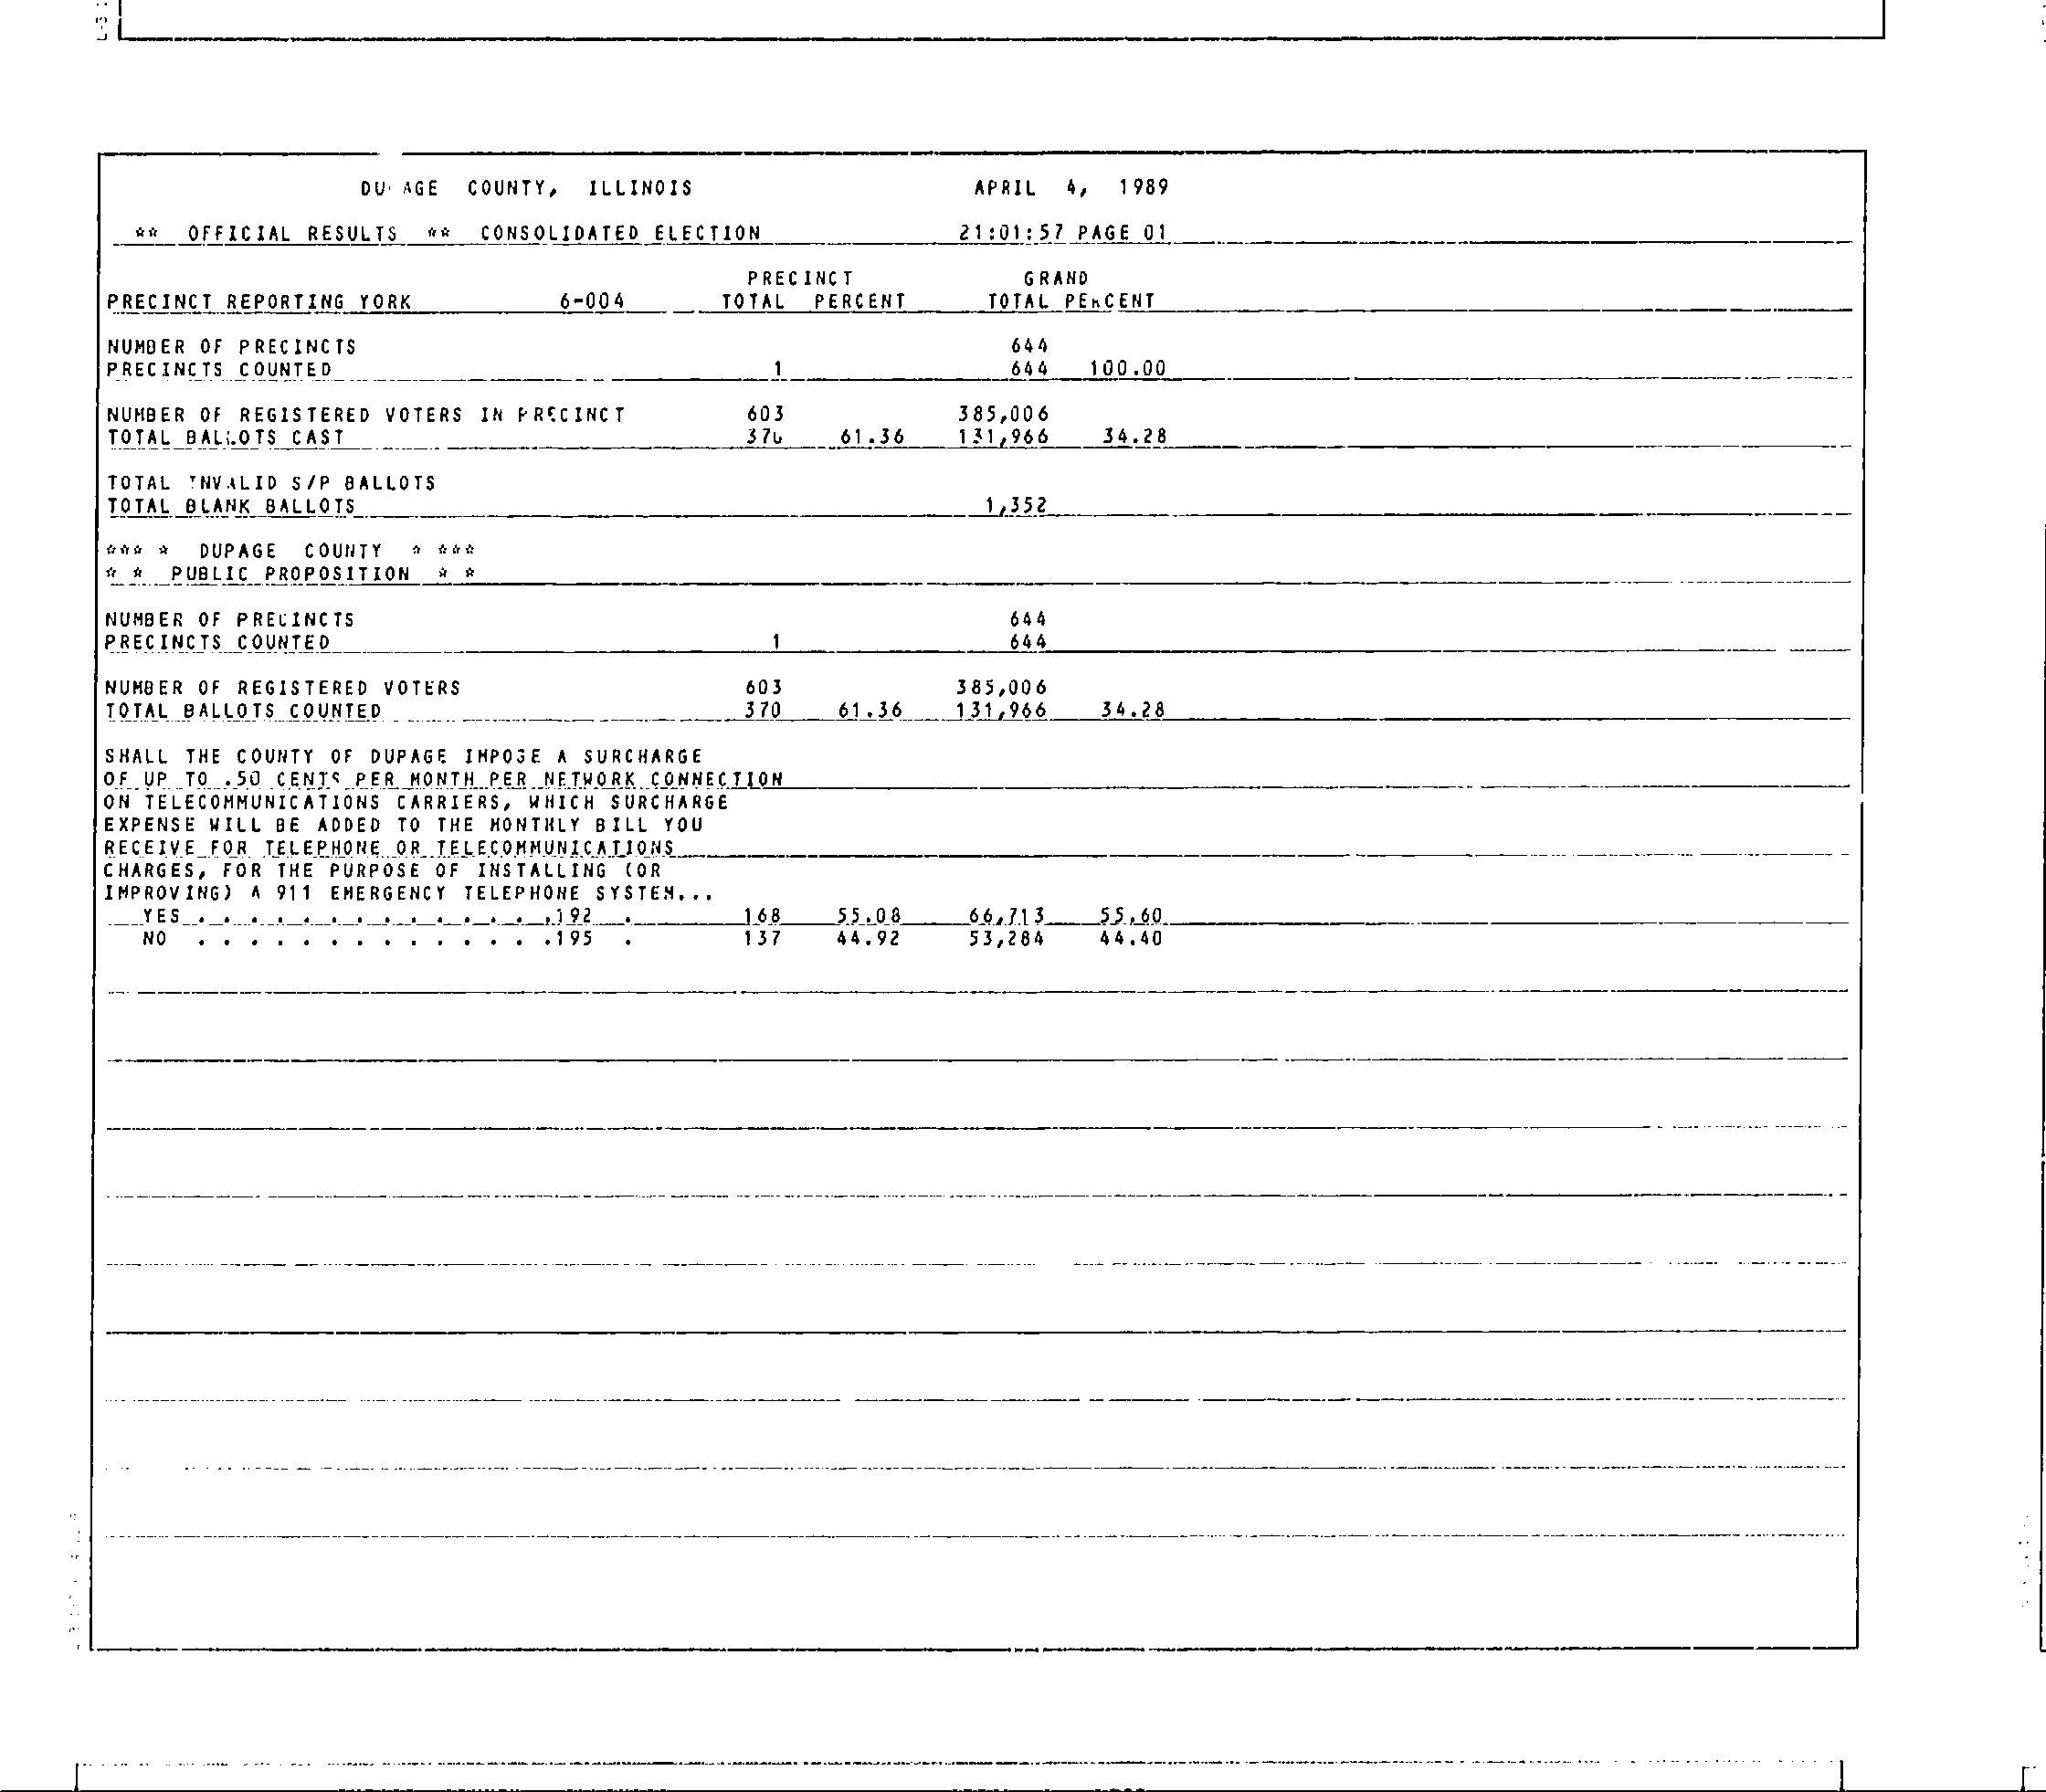 DU AGE COUNTY, ILLINOIS APRIL 4, 1989
** OFFICIAL RESULTS ** CONSOLIDATED ELECTION 21:01:57 PAGE 01
PRECINCT GRAND
PRECINCT REPORTING YORK 6-004 TOTAL PERCENT TOTAL PERCENT
NUMBER OF PRECINCTS 644
PRECINCTS COUNTED 1 644 100.00
NUMBER OF REGISTERED VOTERS IN PRECINCT 603 385,006
TOTAL BALLOTS CAST 370 61.36 131,966 34.28
TOTAL INVALID S/P BALLOTS
TOTAL BLANK BALLOTS 1,352
*** * DUPAGE COUNTY * ***
* * PUBLIC PROPOSITION * *
NUMBER OF PRECINCTS 644
PRECINCTS COUNTED 1 644
NUMBER OF REGISTERED VOTERS 603 385,006
TOTAL BALLOTS COUNTED 370 61.36 131,966 34.28
SHALL THE COUNTY OF DUPAGE IMPOSE A SURCHARGE
OF UP TO .50 CENTS PER MONTH PER NETWORK CONNECTION
ON TELECOMMUNICATIONS CARRIERS, WHICH SURCHARGE
EXPENSE WILL BE ADDED TO THE MONTHLY BILL YOU
RECEIVE FOR TELEPHONE OR TELECOMMUNICATIONS
CHARGES, FOR THE PURPOSE OF INSTALLING (OR
IMPROVING) A 911 EMERGENCY TELEPHONE SYSTEM...
YES . . . . . . . . . . . . . .192 . 168 55.08 66,713 55.60
NO . . . . . . . . . . . . . .195 . 137 44.92 53,284 44.40